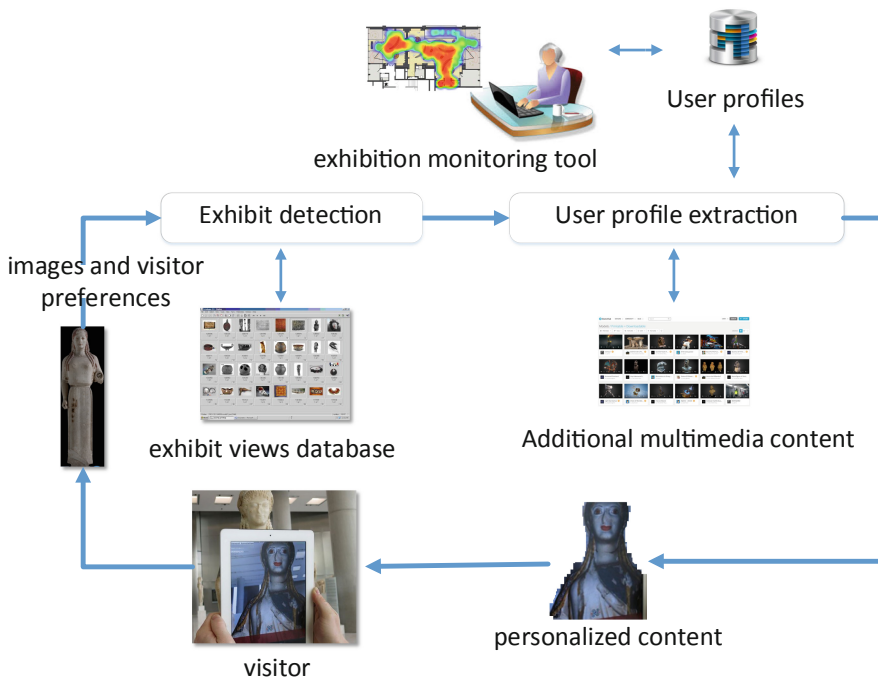 User profiles
exhibition monitoring tool
Exhibit detection
User profile extraction
images and visitor
preferences
exhibit views database
Additional multimedia content
personalized content
visitor